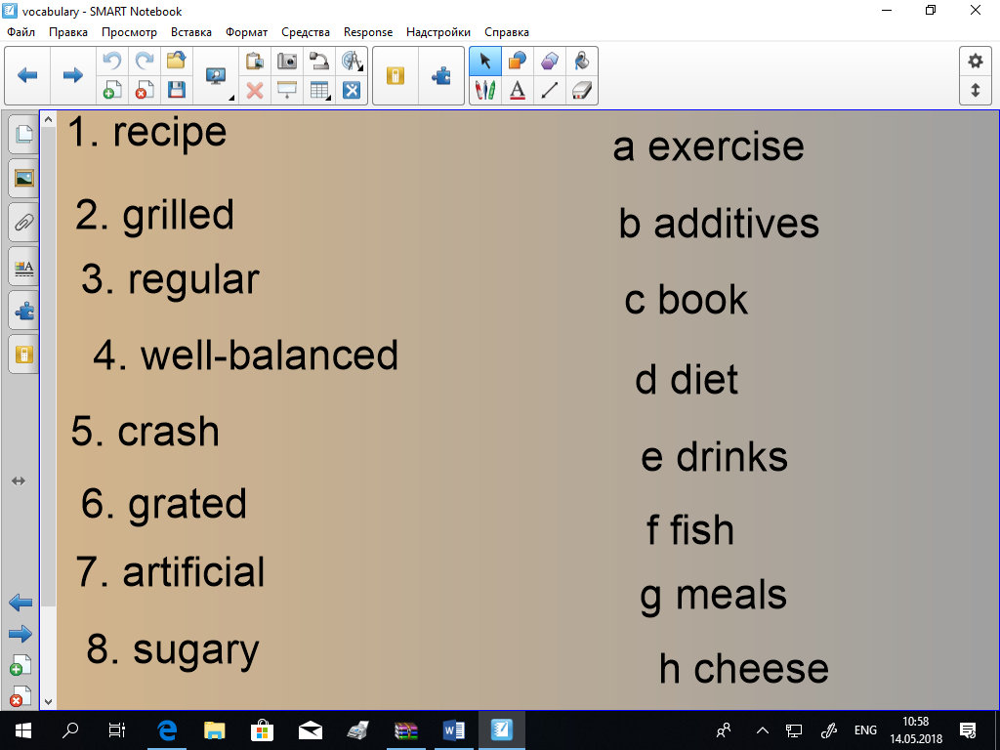 vocabulary - SMART Notebook
Файл Правка Просмотр Вставка Формат Средства Response Надстройки Справка
1. recipe
a exercise
2. grilled
b additives
3. regular
c book
4. well-balanced
d diet
5. crash
e drinks
6. grated
f fish
7. artificial
g meals
8. sugary
h cheese
ENG
10:58
14.05.2018